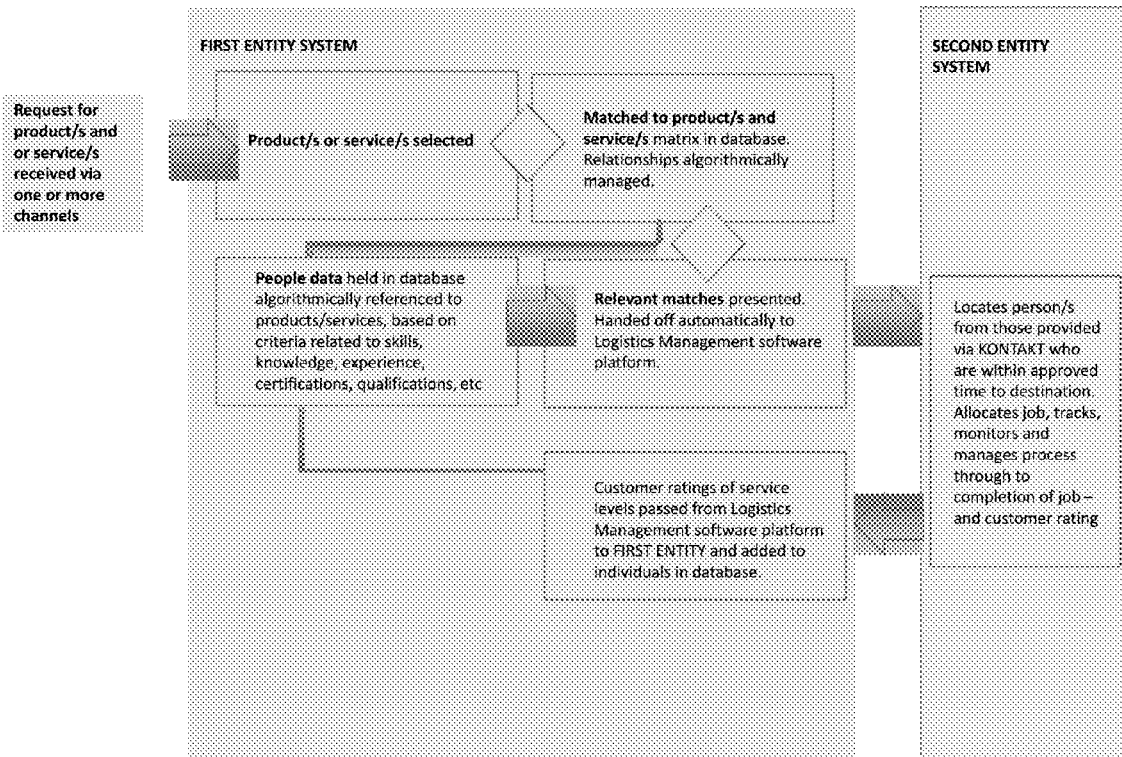 FIRST ENTITY SYSTEM
SECOND ENTITY
SYSTEM
Request for
product/s and
or service/s
received via
one or more
channels
Product/s or service/s selected
Matched to product/s and
service/s matrix in database
Relationships algorithmically
managed.
People data held in database
algorithmically referenced to
products/services, based on
criteria related to skills,
knowledge, experience,
certifications, qualifications, etc
Relevant matches presented.
Handed off automatically to
Logistics Management software
platform.
Locates person/s
from those provided
via KONTAKT who
are within approved
time to destination.
Allocates job, tracks,
monitors and
manages process
through to
completion of job –
and customer rating
Customer ratings of service
levels passed from Logistics
Management software platform
to FIRST ENTITY and added to
individuals in database.